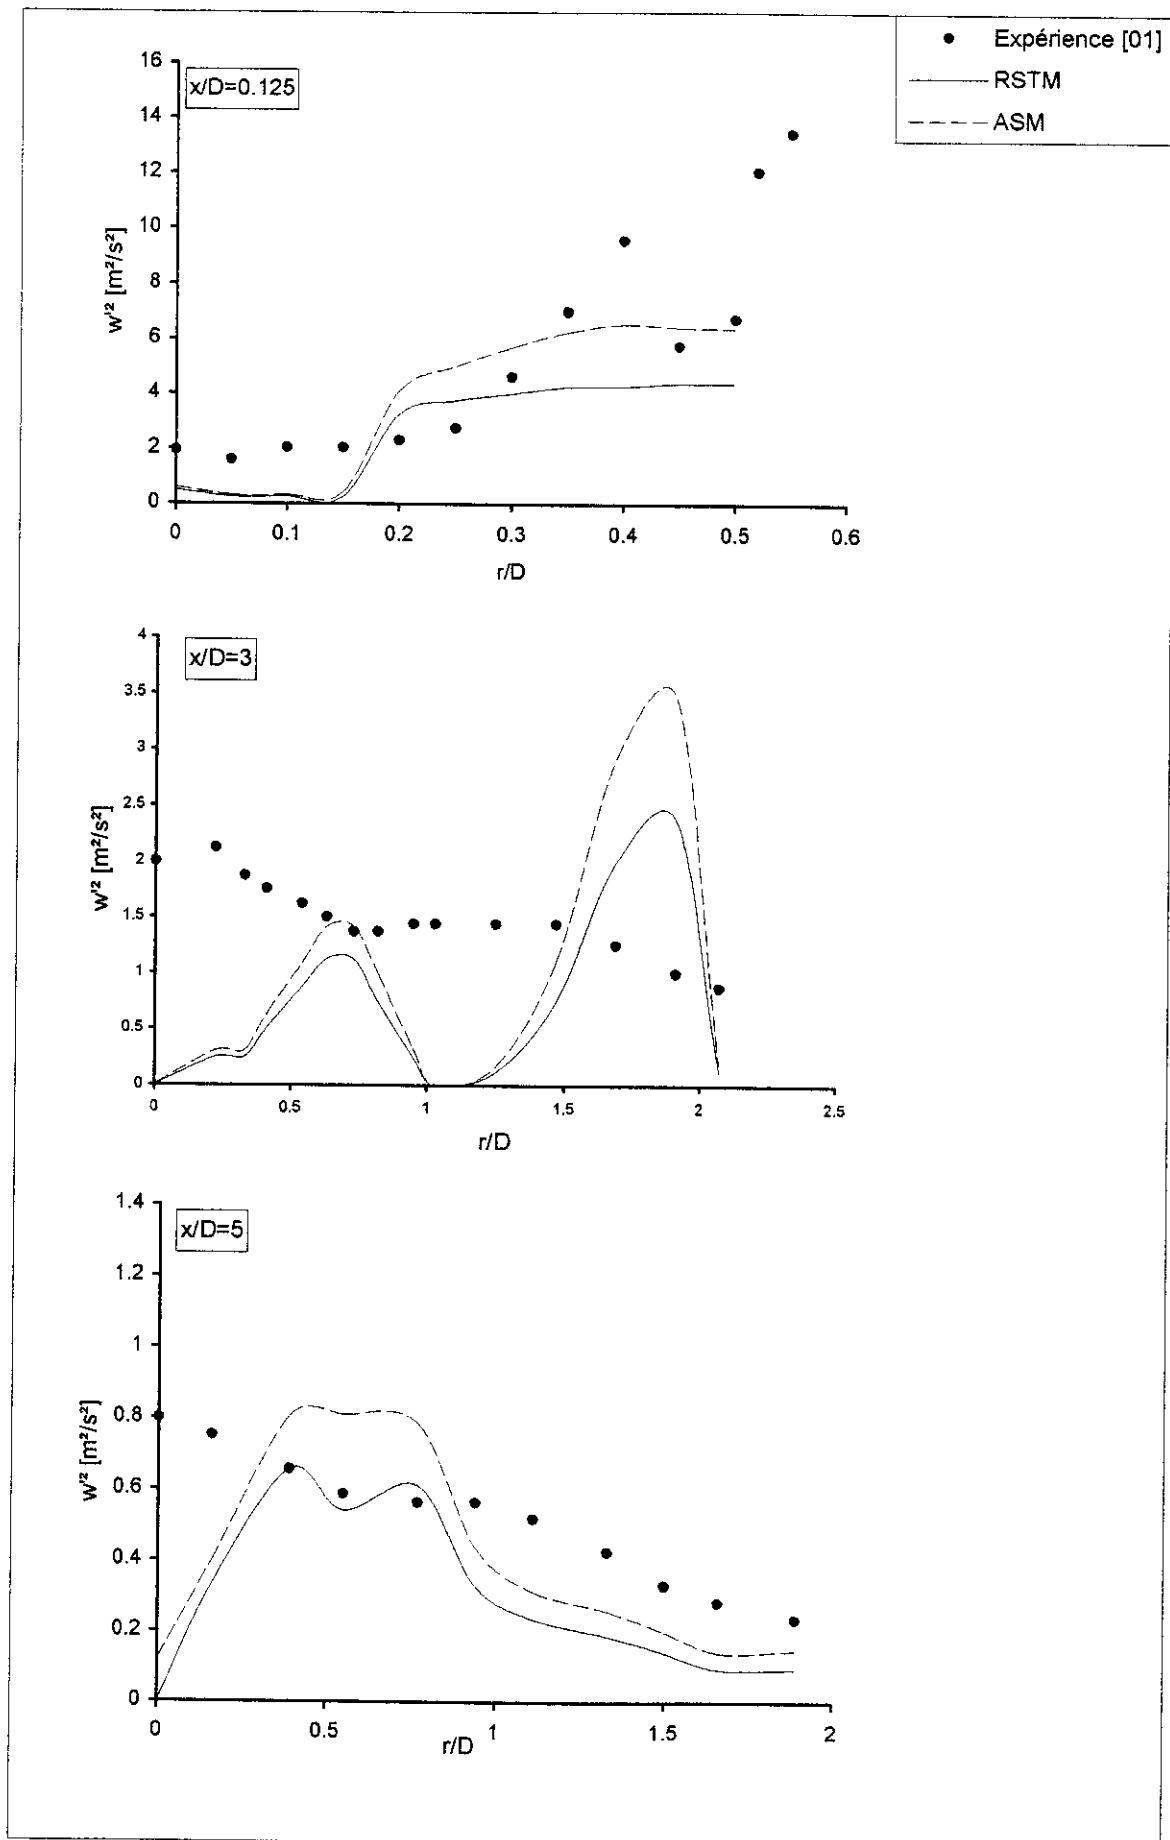 Expérience [01]
RSTM
ASM
x/D=0.125
16
14
12
10
8
6
4
2
0
w'² [m²/s²]
0 0.1 0.2 0.3 0.4 0.5 0.6
r/D
x/D=3
4
3.5
3
2.5
2
1.5
1
0.5
0
w'² [m²/s²]
0 0.5 1 1.5 2 2.5
r/D
x/D=5
1.4
1.2
1
0.8
0.6
0.4
0.2
0
w'² [m²/s²]
0 0.5 1 1.5 2
r/D